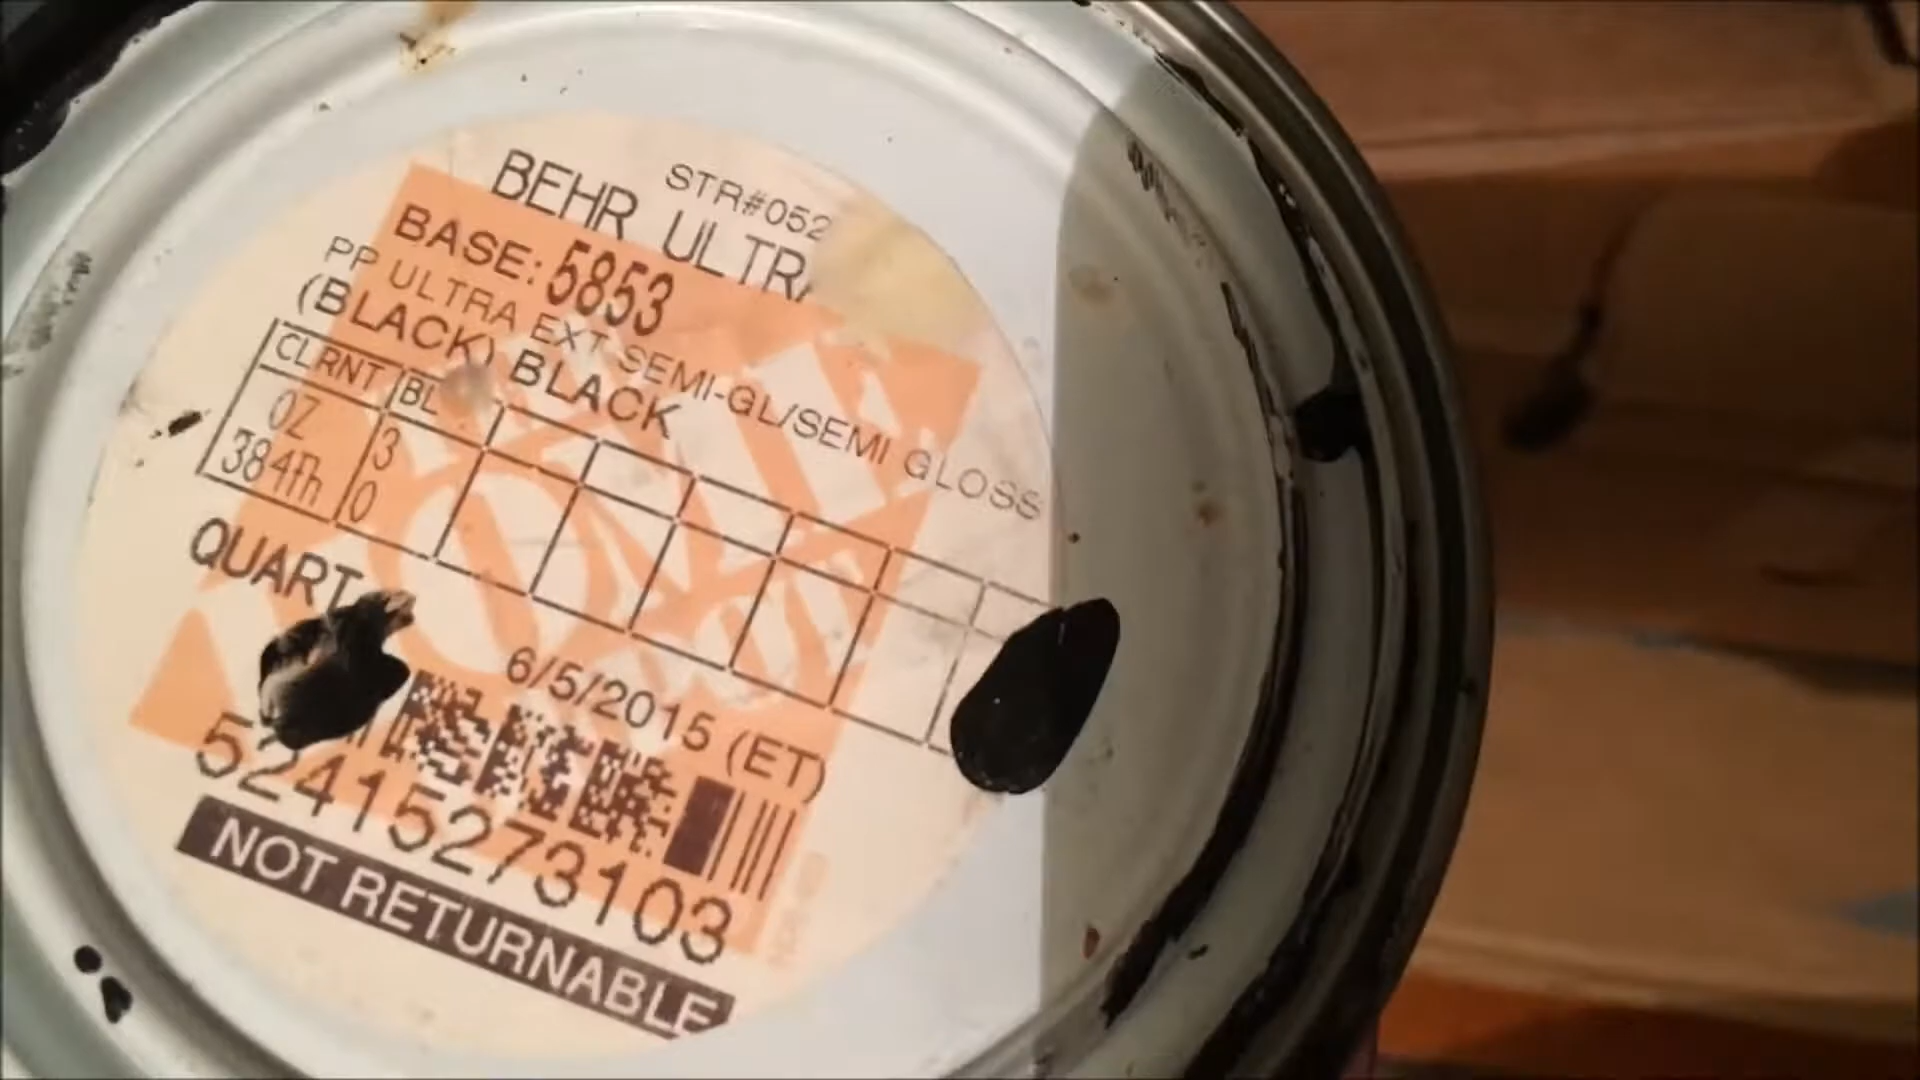 STR#052
BEHR ULTRA
BASE: 5853
PP ULTRA EXT SEMI-GL/SEMI GLOSS
(BLACK) BLACK
CLRNT BL
OZ 3
384th 0
QUART
6/5/2015 (ET)
52415273103
NOT RETURNABLE